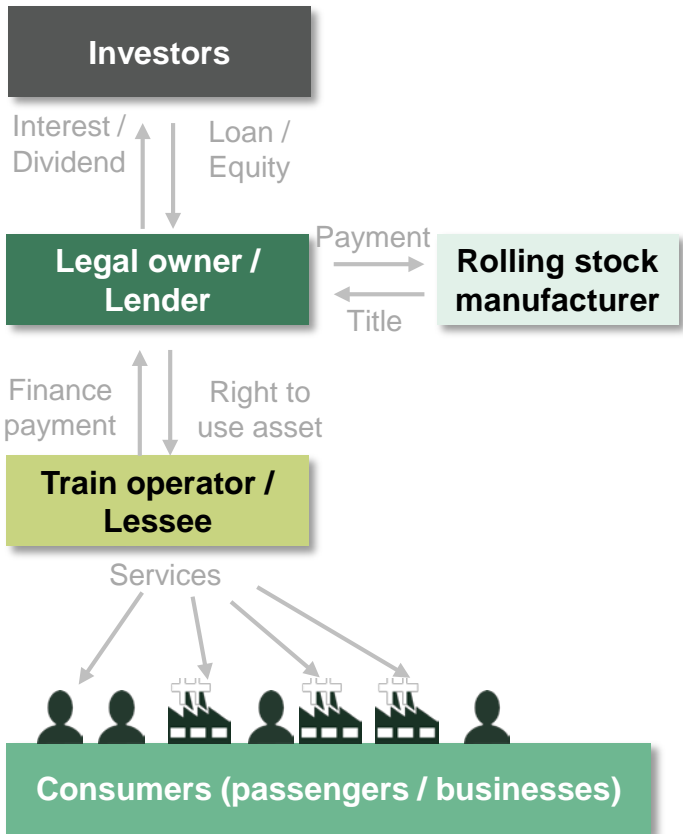 Investors
Interest /
Dividend
Loan /
Equity
Legal owner /
Lender
Payment
Title
Rolling stock
manufacturer
Finance
payment
Right to
use asset
Train operator /
Lessee
Services
Consumers (passengers / businesses)